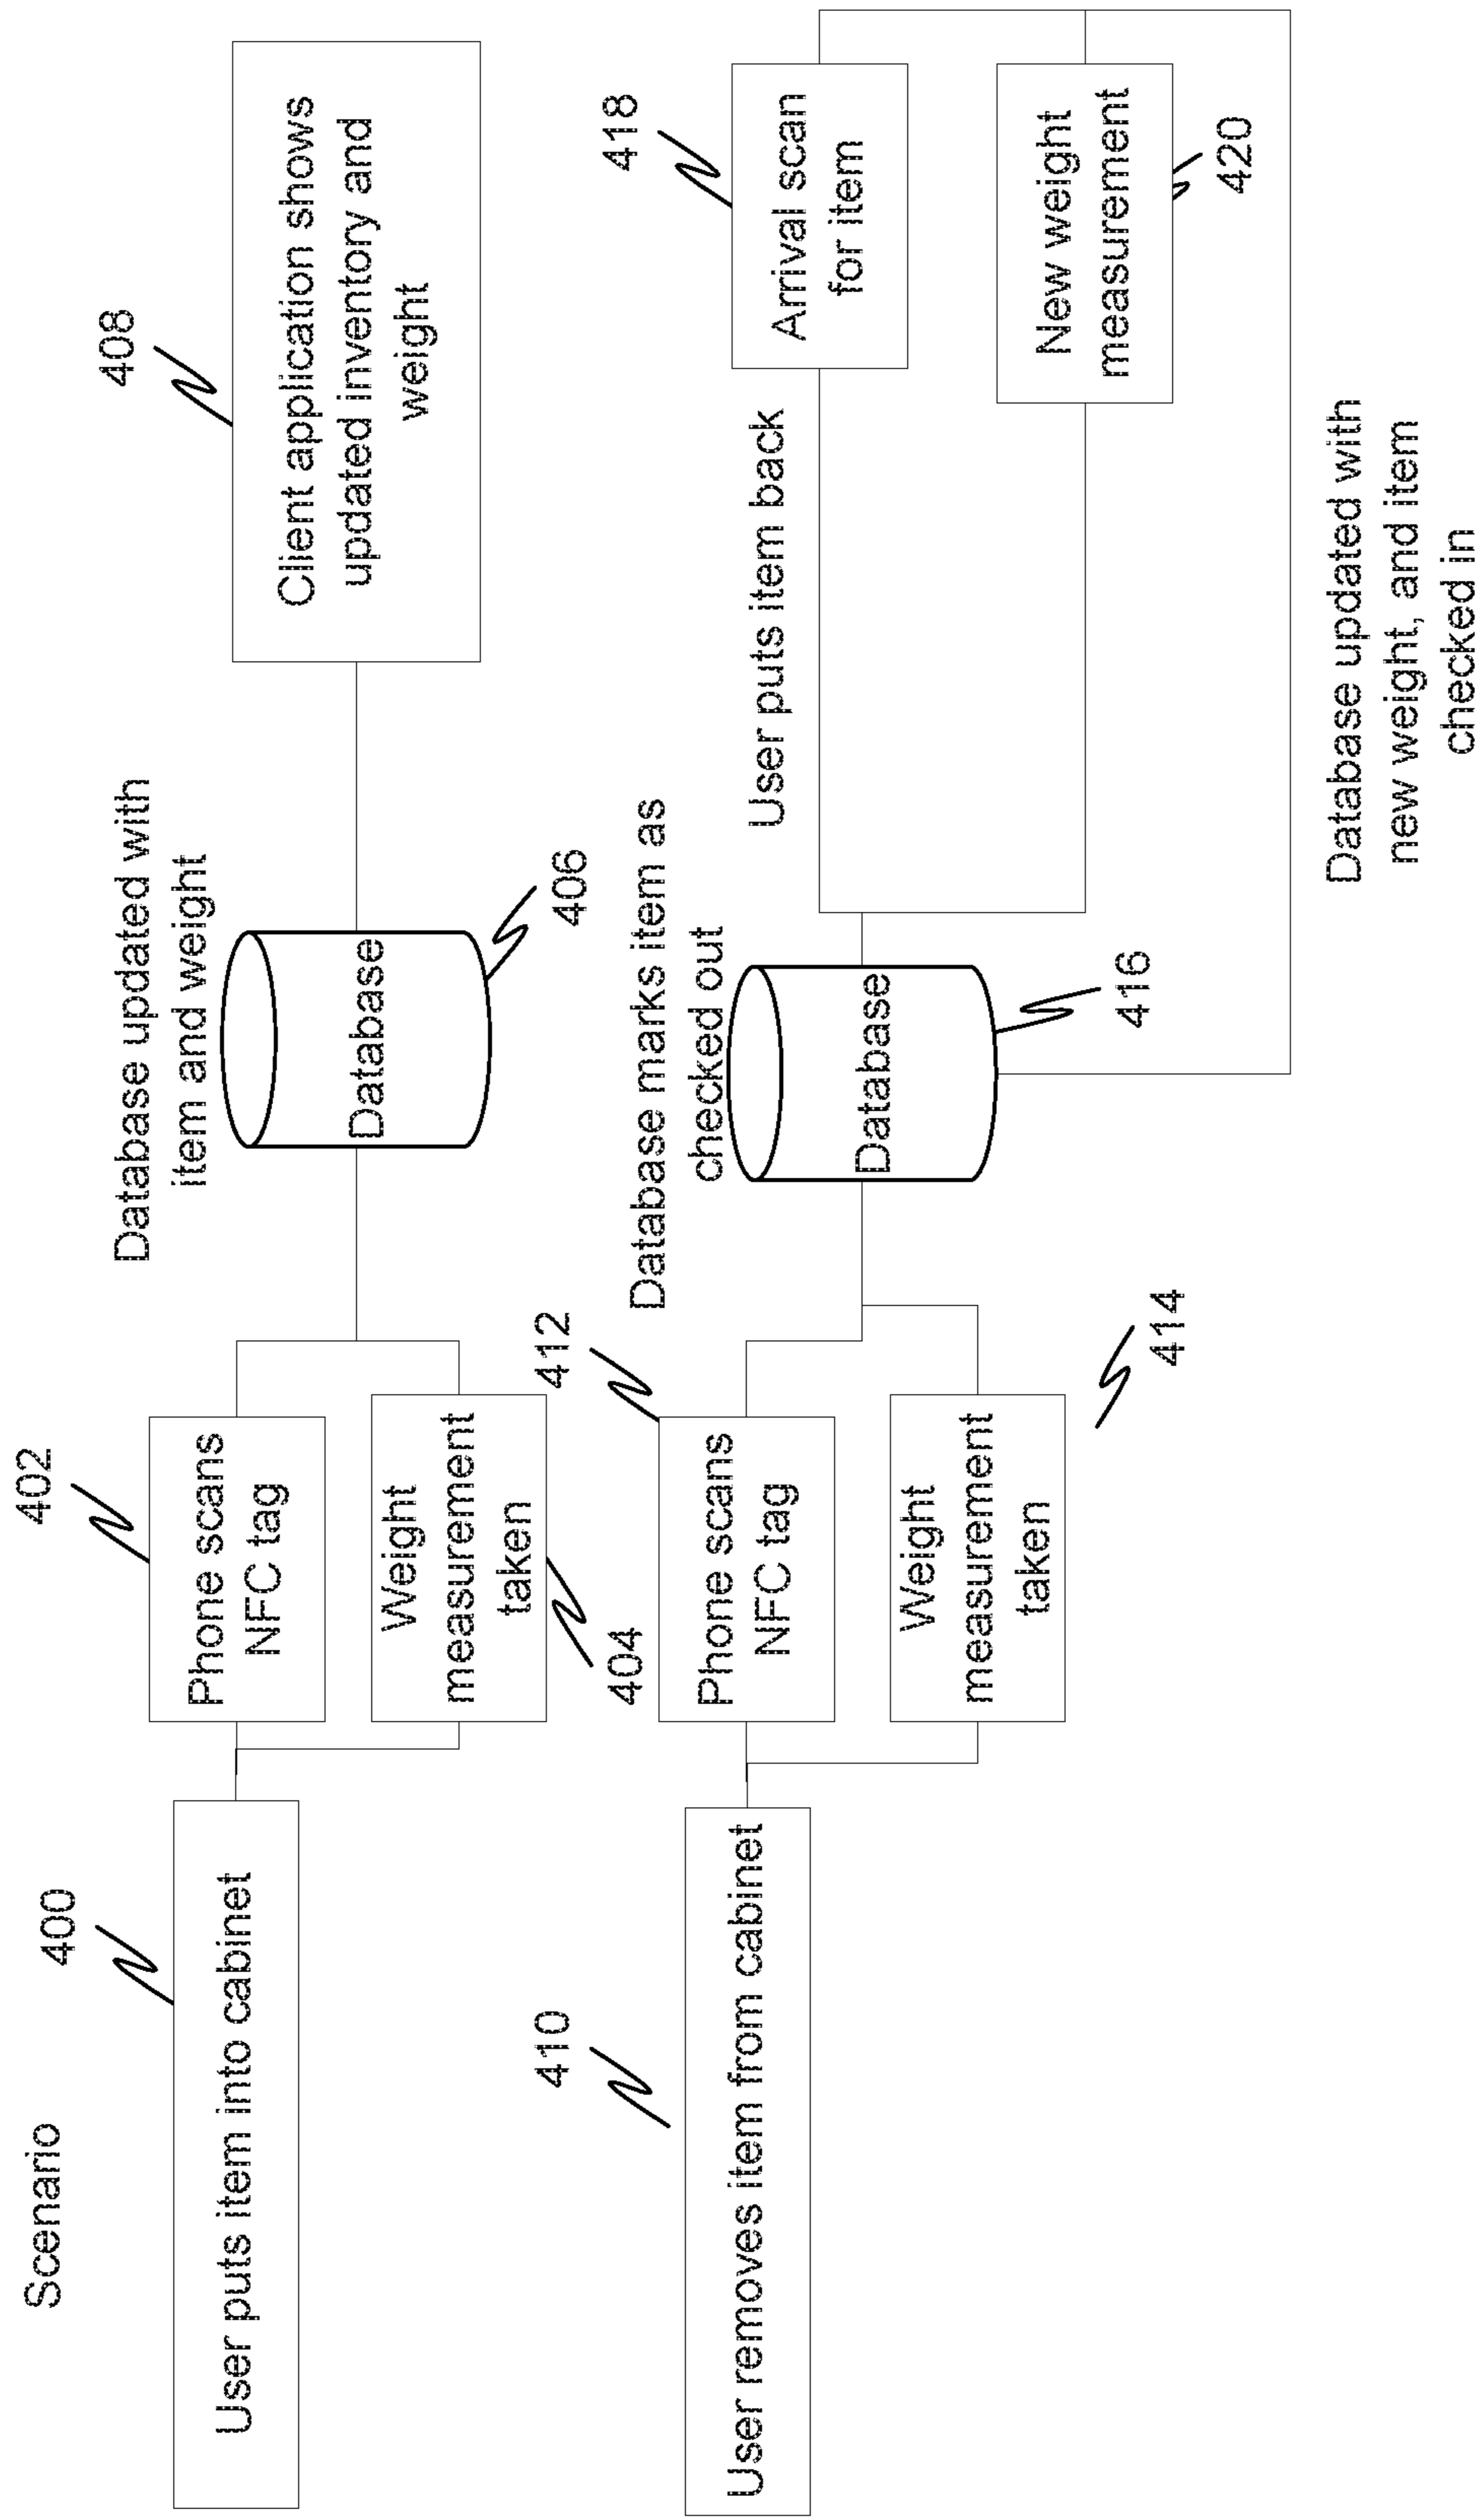 Scenario
400
User puts item into cabinet
402
Phone scans
NFC tag
Weight
measurement
taken
404
Database updated with
item and weight
Database
406
408
Client application shows
updated inventory and
weight
410
User removes item from cabinet
412
Phone scans
NFC tag
Weight
measurement
taken
414
Database marks item as
checked out
Database
416
User puts item back
418
Arrival scan
for item
New weight
measurement
420
Database updated with
new weight, and item
checked in